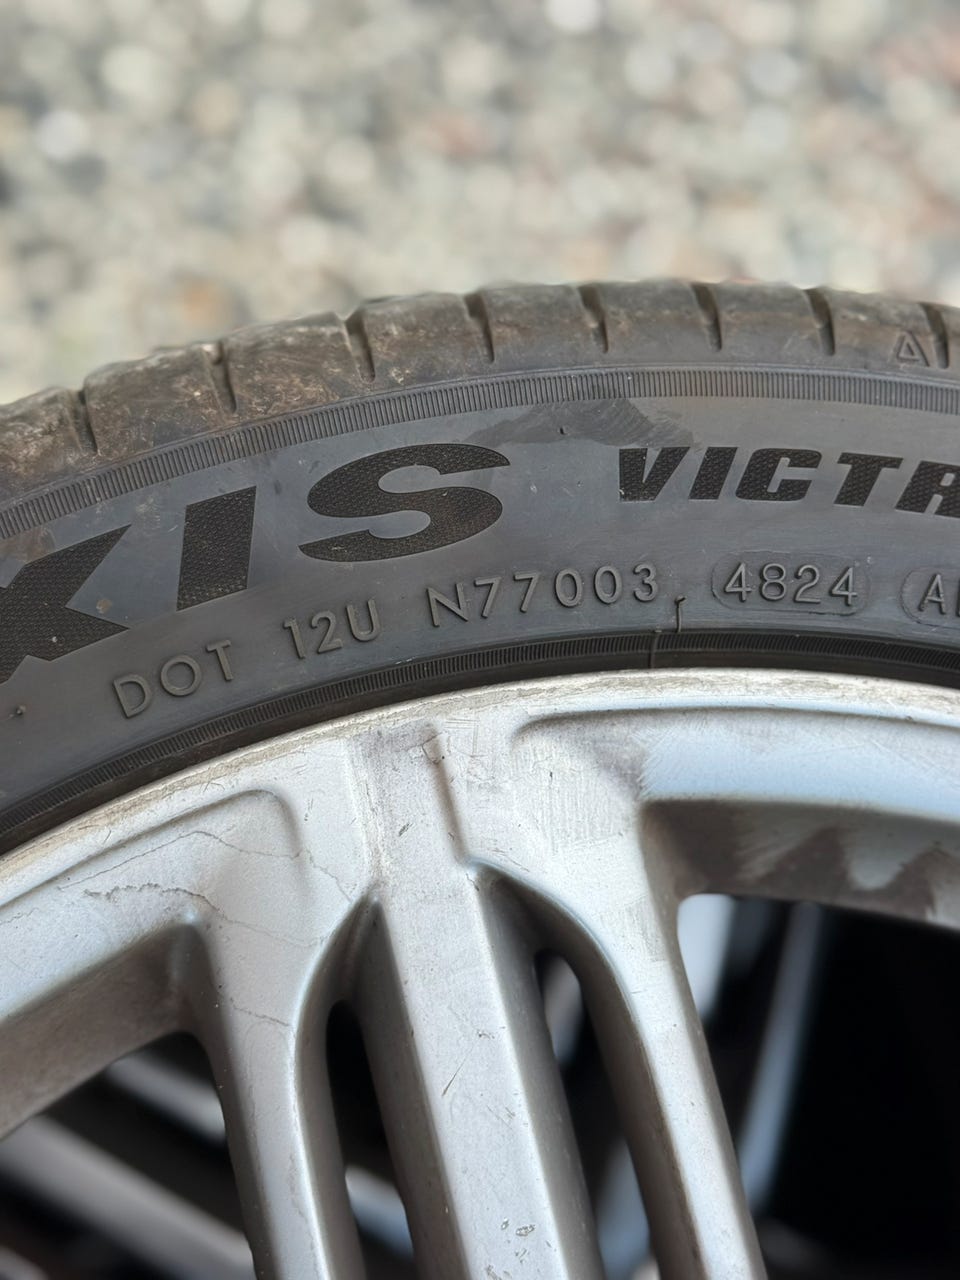 XIS VICTR
DOT 12U N77003 4824